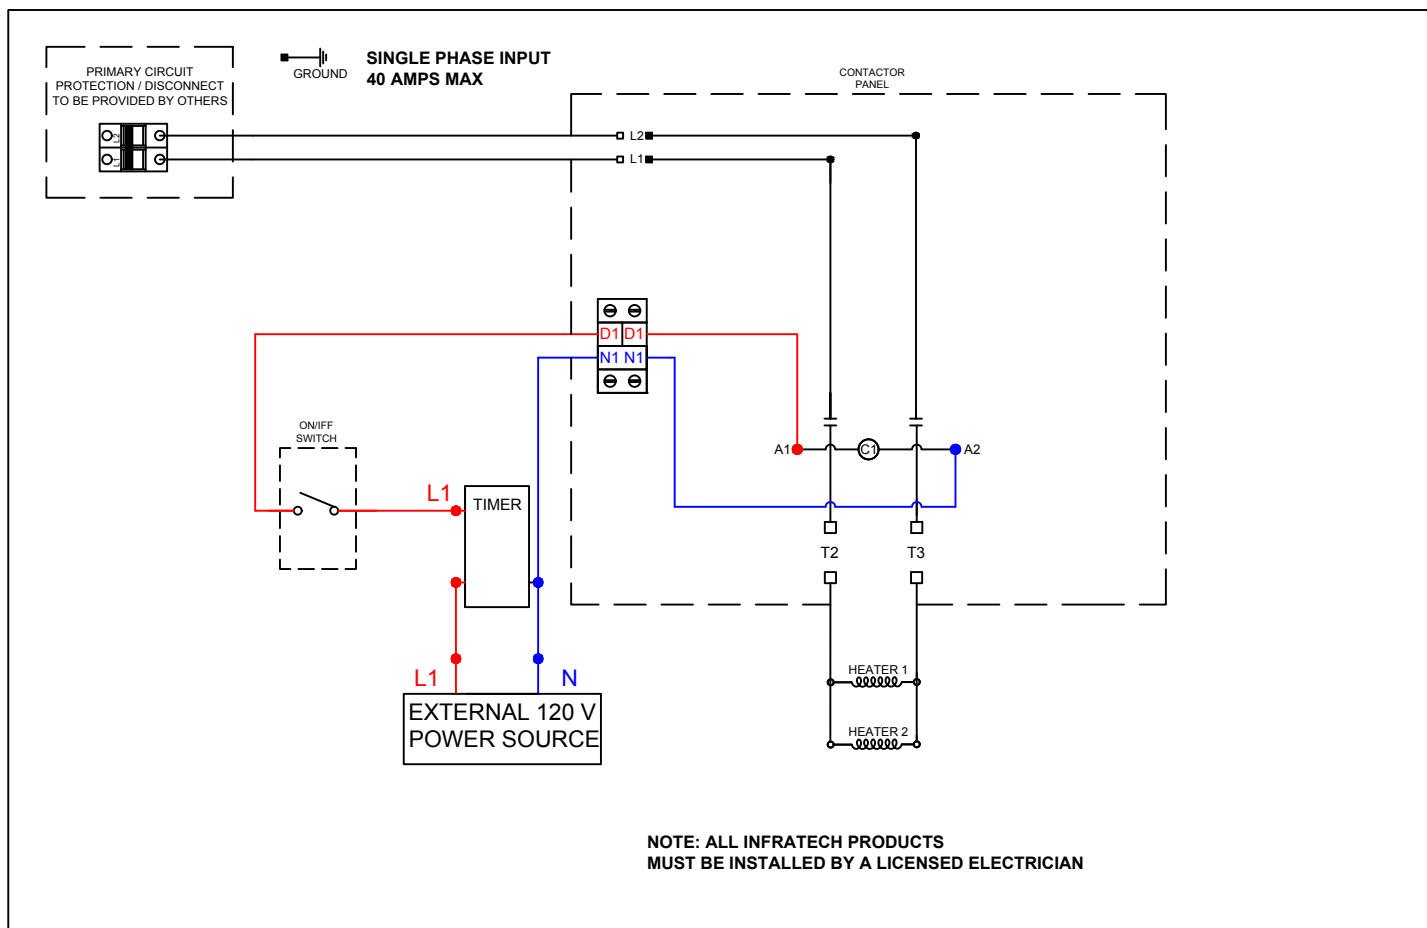 PRIMARY CIRCUIT
PROTECTION / DISCONNECT
TO BE PROVIDED BY OTHERS
L2
L1
GROUND
SINGLE PHASE INPUT
40 AMPS MAX
CONTACTOR
PANEL
L2
L1
D1 D1
N1 N1
ON/IFF
SWITCH
A1
C1
A2
L1
TIMER
T2
T3
L1
N
EXTERNAL 120 V
POWER SOURCE
HEATER 1
HEATER 2
NOTE: ALL INFRATECH PRODUCTS
MUST BE INSTALLED BY A LICENSED ELECTRICIAN